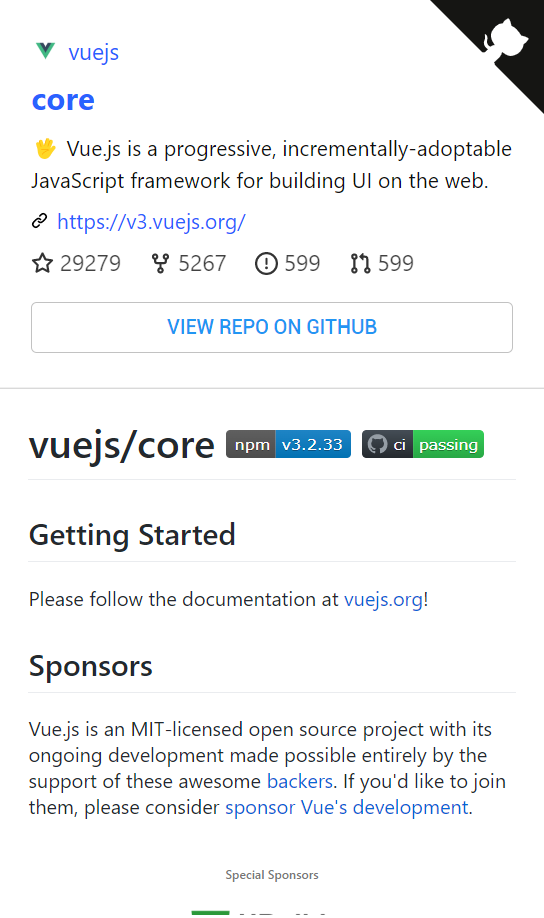 vuejs
core
🖖 Vue.js is a progressive, incrementally-adoptable
JavaScript framework for building UI on the web.
https://v3.vuejs.org/
29279 5267 599 599
VIEW REPO ON GITHUB
vuejs/core npm v3.2.33 ci passing
Getting Started
Please follow the documentation at vuejs.org!
Sponsors
Vue.js is an MIT-licensed open source project with its
ongoing development made possible entirely by the
support of these awesome backers. If you'd like to join
them, please consider sponsor Vue's development.
Special Sponsors